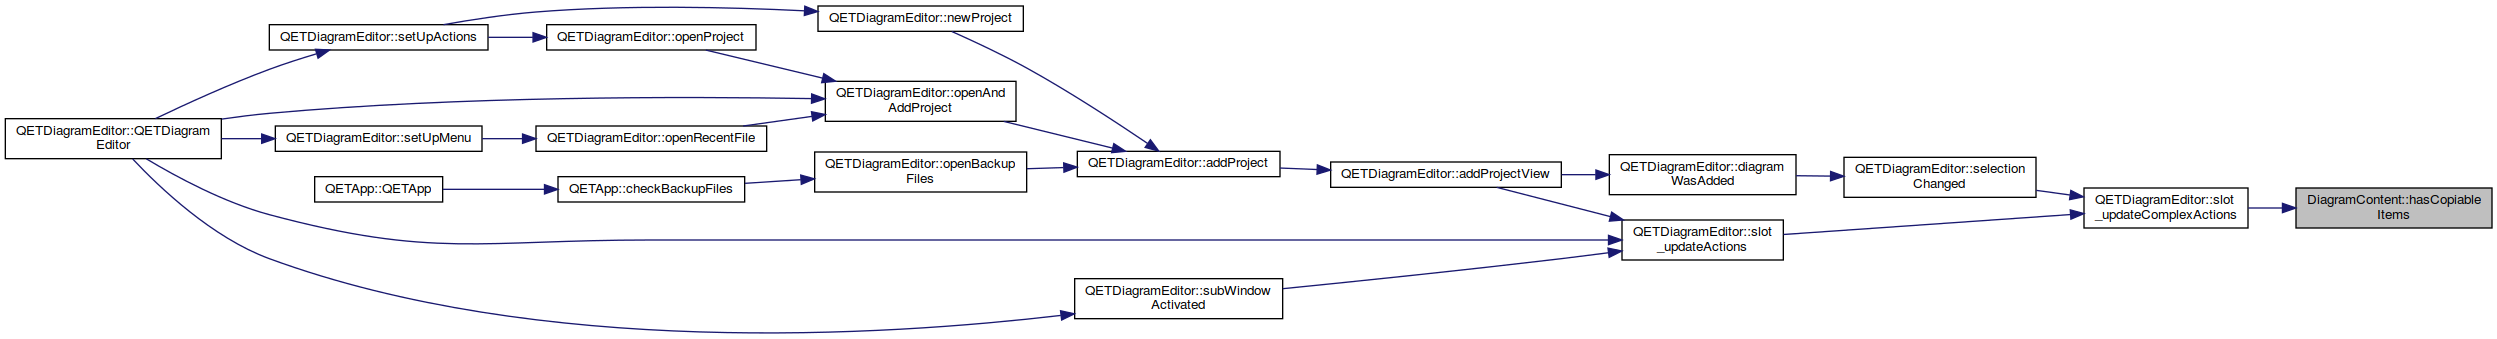 QETDiagramEditor::newProject
QETDiagramEditor::setUpActions
QETDiagramEditor::openProject
QETDiagramEditor::openAnd
AddProject
QETDiagramEditor::QETDiagram
Editor
QETDiagramEditor::setUpMenu
QETDiagramEditor::openRecentFile
QETDiagramEditor::addProject
QETDiagramEditor::openBackup
Files
QETApp::QETApp
QETApp::checkBackupFiles
QETDiagramEditor::addProjectView
QETDiagramEditor::diagram
WasAdded
QETDiagramEditor::selection
Changed
QETDiagramEditor::slot
_updateComplexActions
DiagramContent::hasCopiable
Items
QETDiagramEditor::slot
_updateActions
QETDiagramEditor::subWindow
Activated